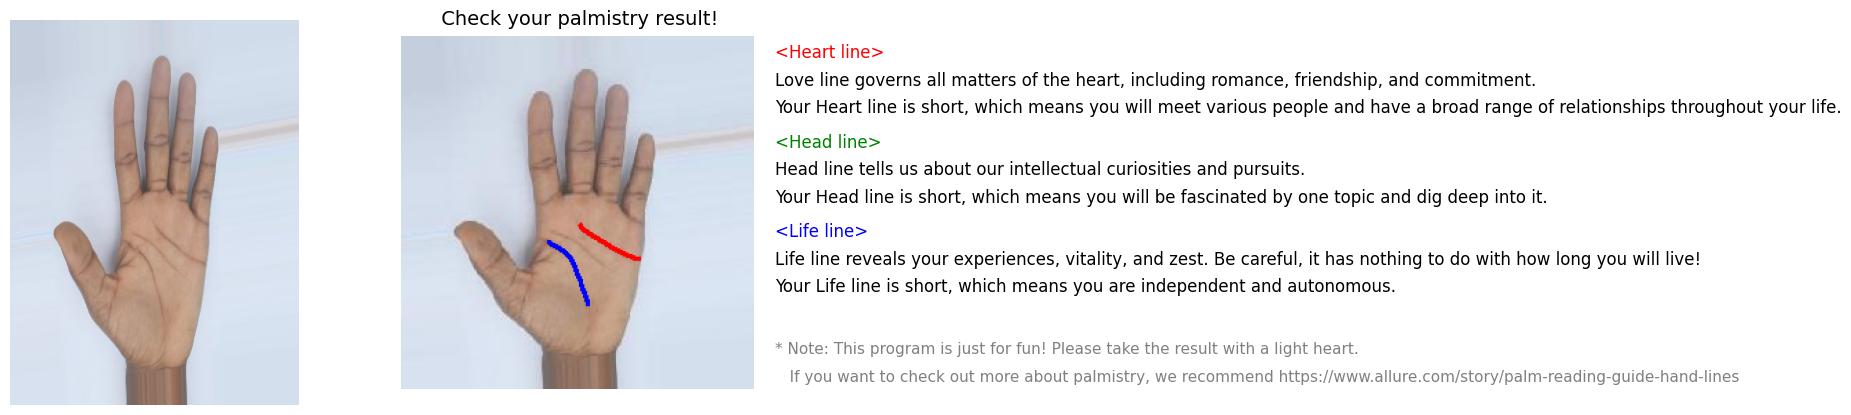 Check your palmistry result!
<Heart line>
Love line governs all matters of the heart, including romance, friendship, and commitment.
Your Heart line is short, which means you will meet various people and have a broad range of relationships throughout your life.
<Head line>
Head line tells us about our intellectual curiosities and pursuits.
Your Head line is short, which means you will be fascinated by one topic and dig deep into it.
<Life line>
Life line reveals your experiences, vitality, and zest. Be careful, it has nothing to do with how long you will live!
Your Life line is short, which means you are independent and autonomous.
* Note: This program is just for fun! Please take the result with a light heart.
If you want to check out more about palmistry, we recommend https://www.allure.com/story/palm-reading-guide-hand-lines